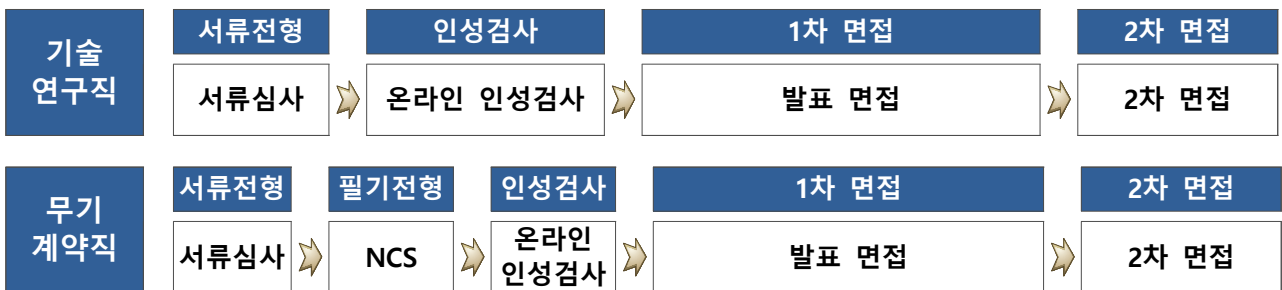 기술
연구직
서류전형 인성검사 1차 면접 2차 면접
서류심사 온라인 인성검사 발표 면접 2차 면접
무기
계약직
서류전형 필기전형 인성검사 1차 면접 2차 면접
서류심사 NCS 온라인 인성검사 발표 면접 2차 면접